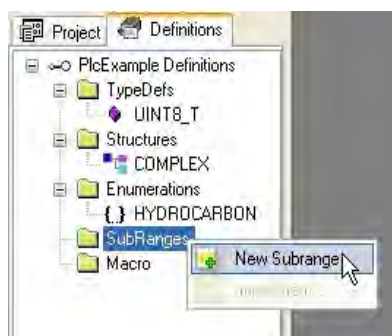 Project Definitions
PlcExample Definitions
TypeDefs
UINT8_T
Structures
COMPLEX
Enumerations
{ } HYDROCARBON
SubRanges
New Subrange
Macro